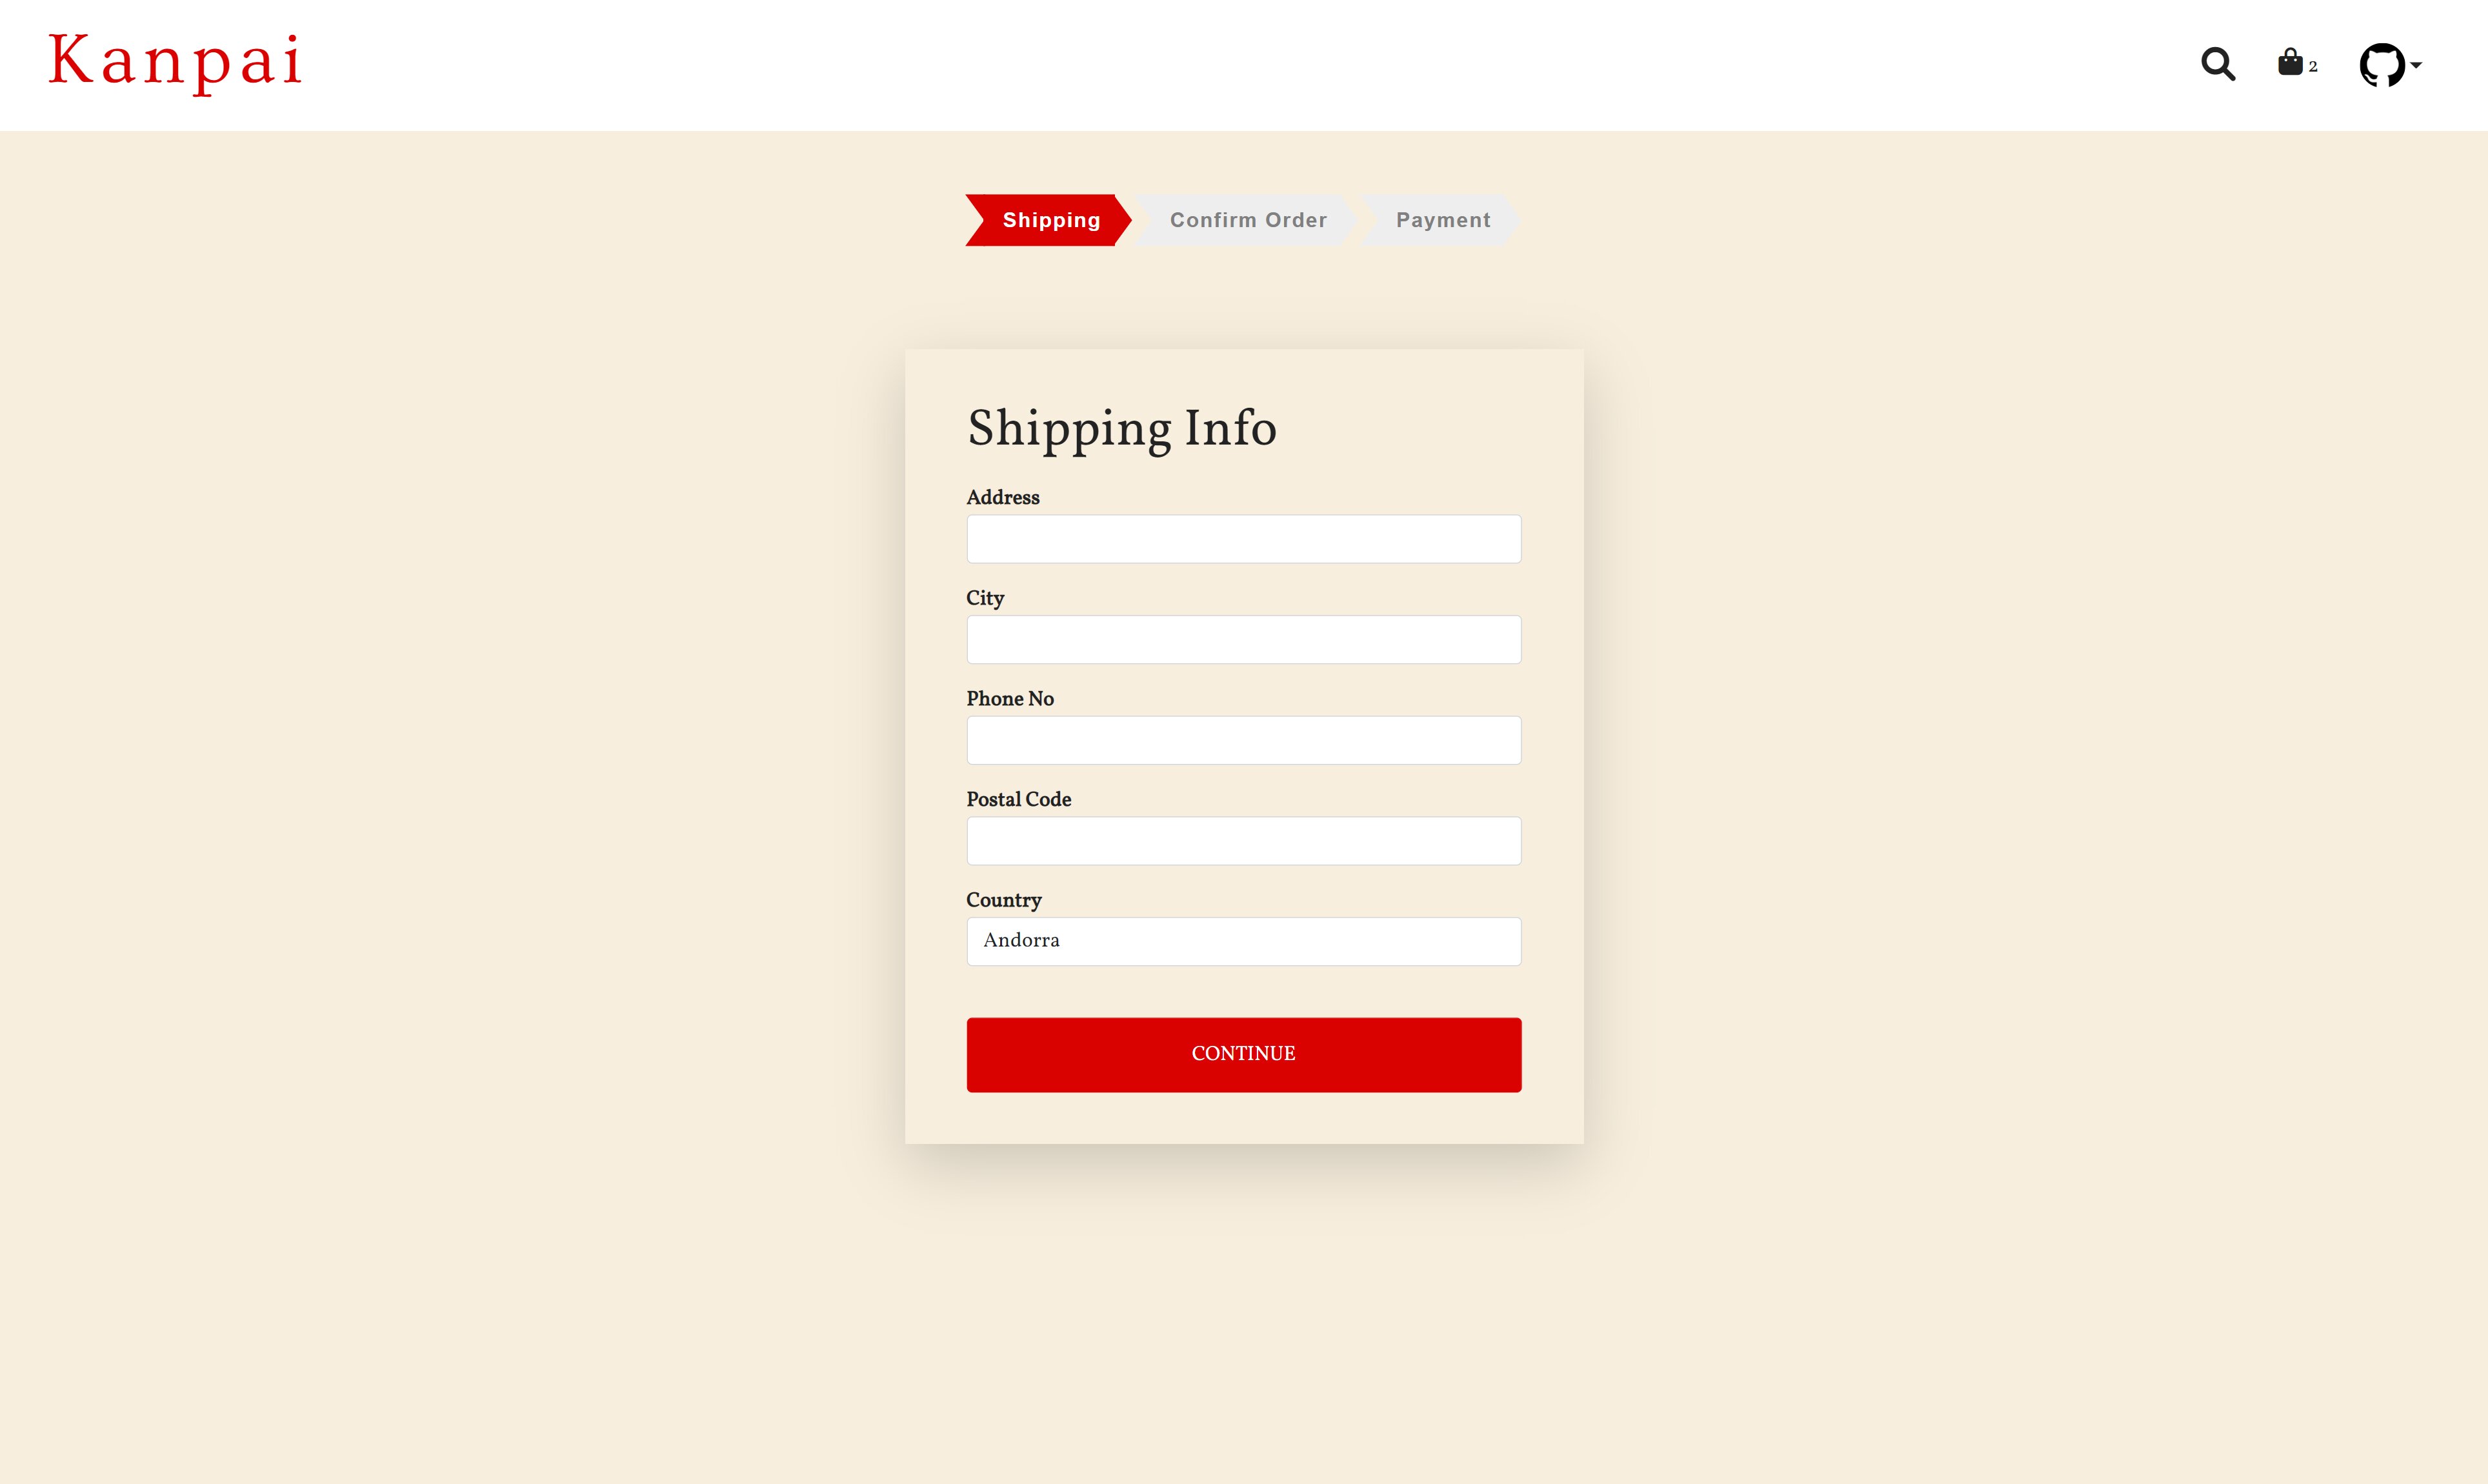 Kanpai
2
Shipping Confirm Order Payment
Shipping Info
Address
City
Phone No
Postal Code
Country
Andorra
CONTINUE